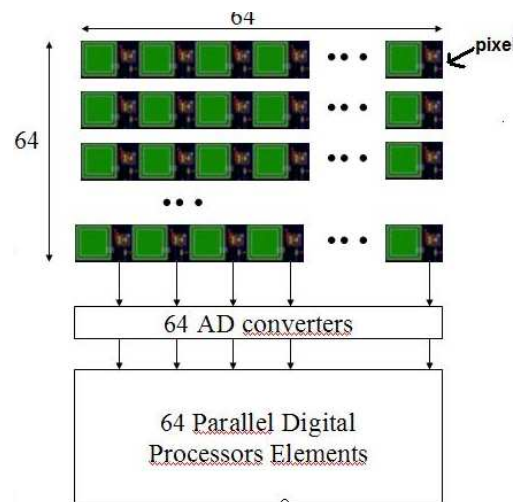 64
pixel
64
64 AD converters
64 Parallel Digital
Processors Elements